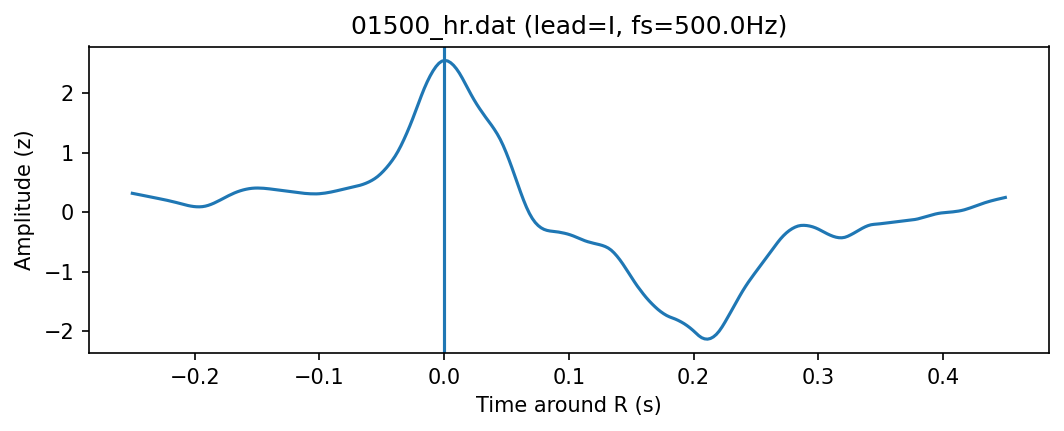 01500_hr.dat (lead=I, fs=500.0Hz)
Amplitude (z)
2
1
0
−1
−2
−0.2 −0.1 0.0 0.1 0.2 0.3 0.4
Time around R (s)